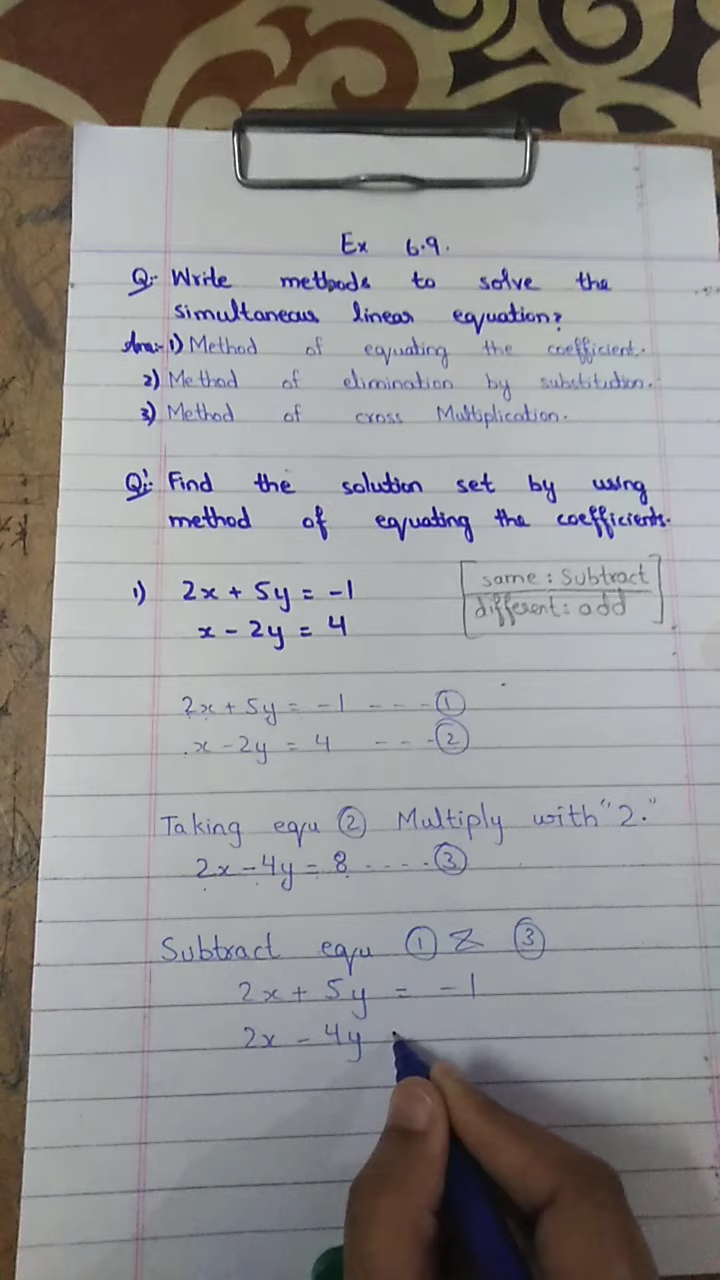 Ex 6.9.
Q:- Write methods to solve the
simultaneous linear equation?
Ans:- 1) Method of equating the coefficient.
2) Method of elimination by substitution.
3) Method of cross Multiplication.
Q:- Find the solution set by using
method of equating the coefficients.
1) 2x + 5y = -1
x - 2y = 4
same : Subtract
different : add
2x + 5y = -1 - - - ①
x - 2y = 4 - - - ②
Taking equ ② Multiply with "2."
2x - 4y = 8 - - - - ③
Subtract equ ① & ③
2x + 5y = -1
2x - 4y